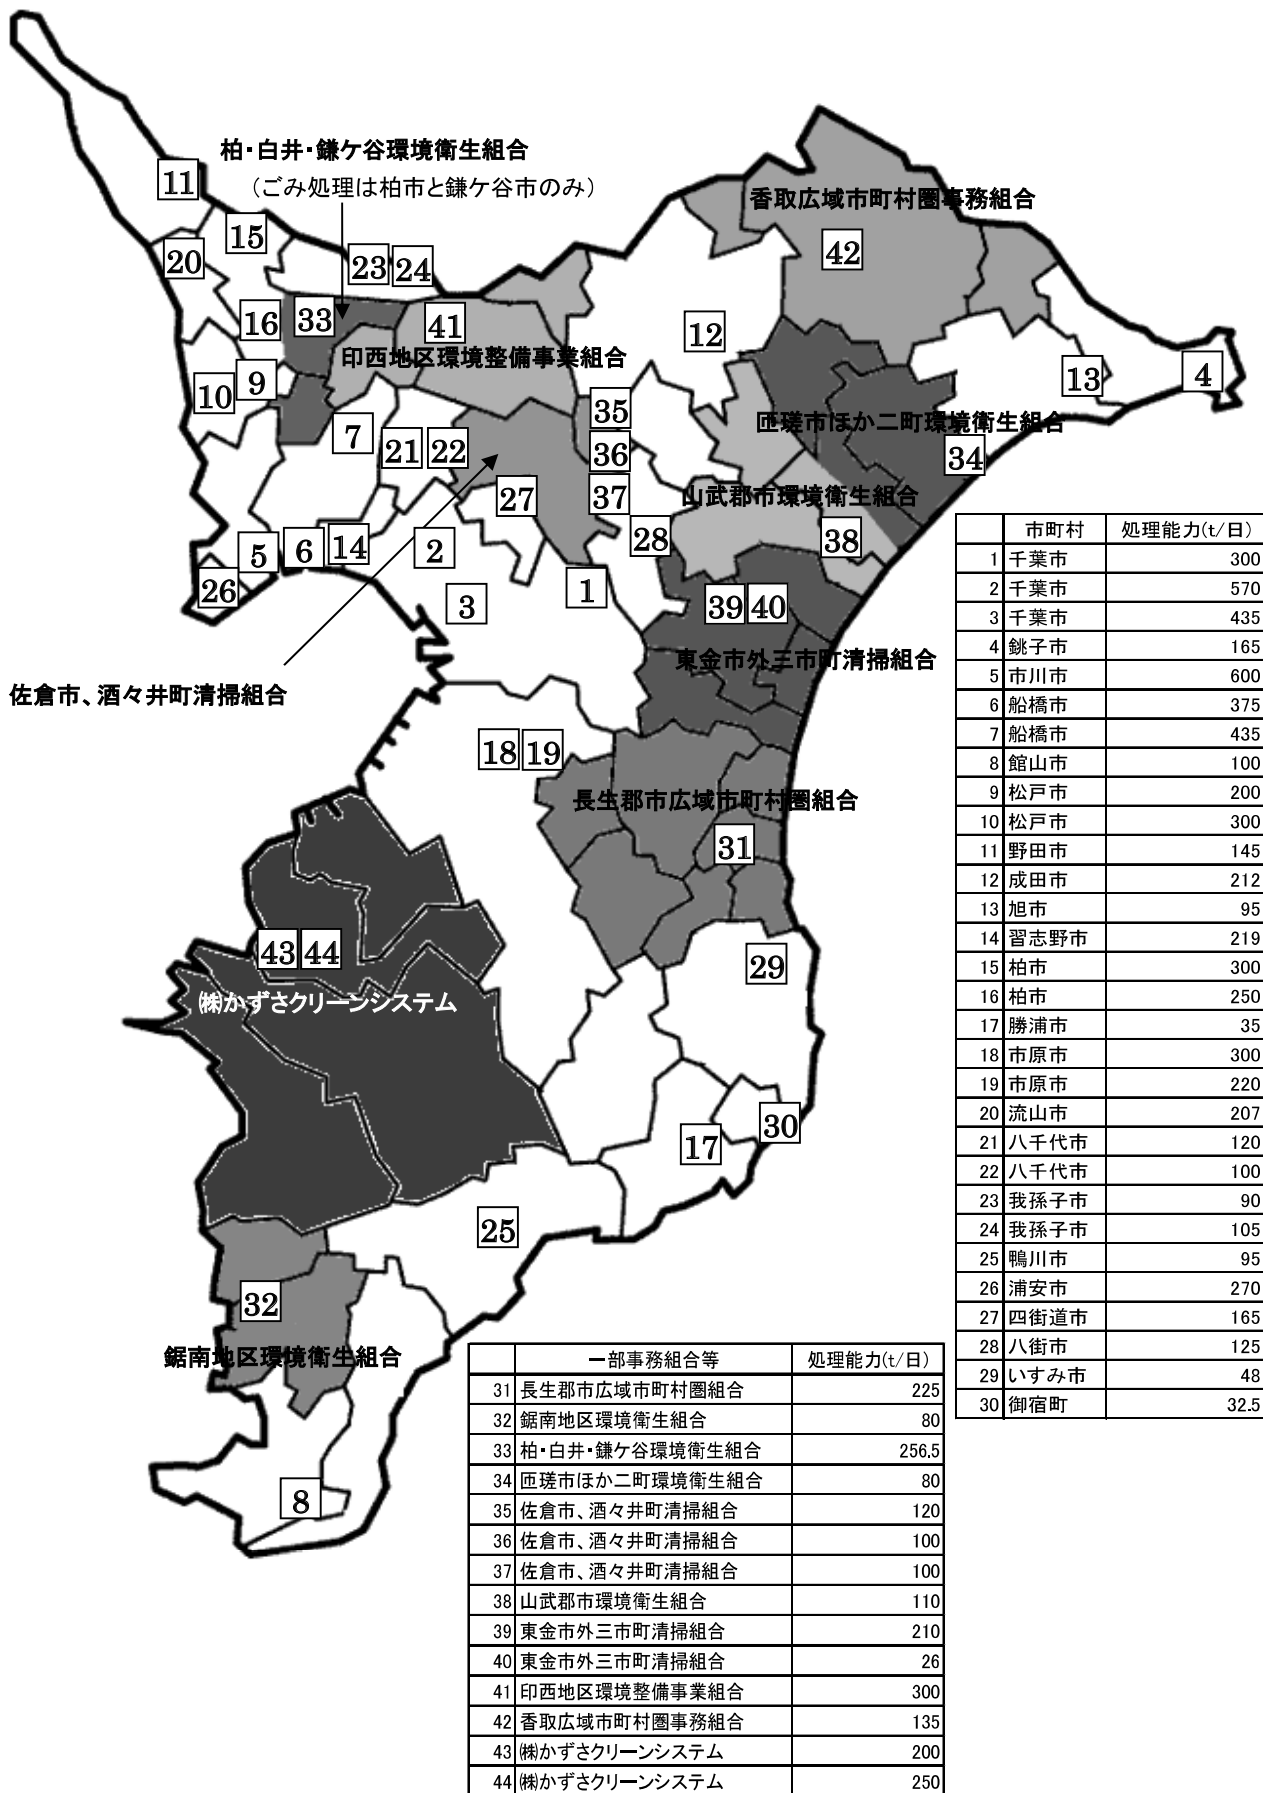 柏・白井・鎌ケ谷環境衛生組合
（ごみ処理は柏市と鎌ケ谷市のみ）
11
香取広域市町村圏事務組合
15
20
23
24
42
16
33
41
12
印西地区環境整備事業組合
10
9
13
4
35
7
匝瑳市ほか二町環境衛生組合
21
22
36
34
27
37
山武郡市環境衛生組合
28
38
5
6
14
2
26
1
3
39
40
東金市外三市町清掃組合
佐倉市、酒々井町清掃組合
18
19
長生郡市広域市町村圏組合
31
43
44
29
㈱かずさクリーンシステム
30
17
25
32
鋸南地区環境衛生組合
8
市町村 処理能力(t/日)
1 千葉市 300
2 千葉市 570
3 千葉市 435
4 銚子市 165
5 市川市 600
6 船橋市 375
7 船橋市 435
8 館山市 100
9 松戸市 200
10 松戸市 300
11 野田市 145
12 成田市 212
13 旭市 95
14 習志野市 219
15 柏市 300
16 柏市 250
17 勝浦市 35
18 市原市 300
19 市原市 220
20 流山市 207
21 八千代市 120
22 八千代市 100
23 我孫子市 90
24 我孫子市 105
25 鴨川市 95
26 浦安市 270
27 四街道市 165
28 八街市 125
29 いすみ市 48
30 御宿町 32.5
一部事務組合等 処理能力(t/日)
31 長生郡市広域市町村圏組合 225
32 鋸南地区環境衛生組合 80
33 柏・白井・鎌ケ谷環境衛生組合 256.5
34 匝瑳市ほか二町環境衛生組合 80
35 佐倉市、酒々井町清掃組合 120
36 佐倉市、酒々井町清掃組合 100
37 佐倉市、酒々井町清掃組合 100
38 山武郡市環境衛生組合 110
39 東金市外三市町清掃組合 210
40 東金市外三市町清掃組合 26
41 印西地区環境整備事業組合 300
42 香取広域市町村圏事務組合 135
43 ㈱かずさクリーンシステム 200
44 ㈱かずさクリーンシステム 250